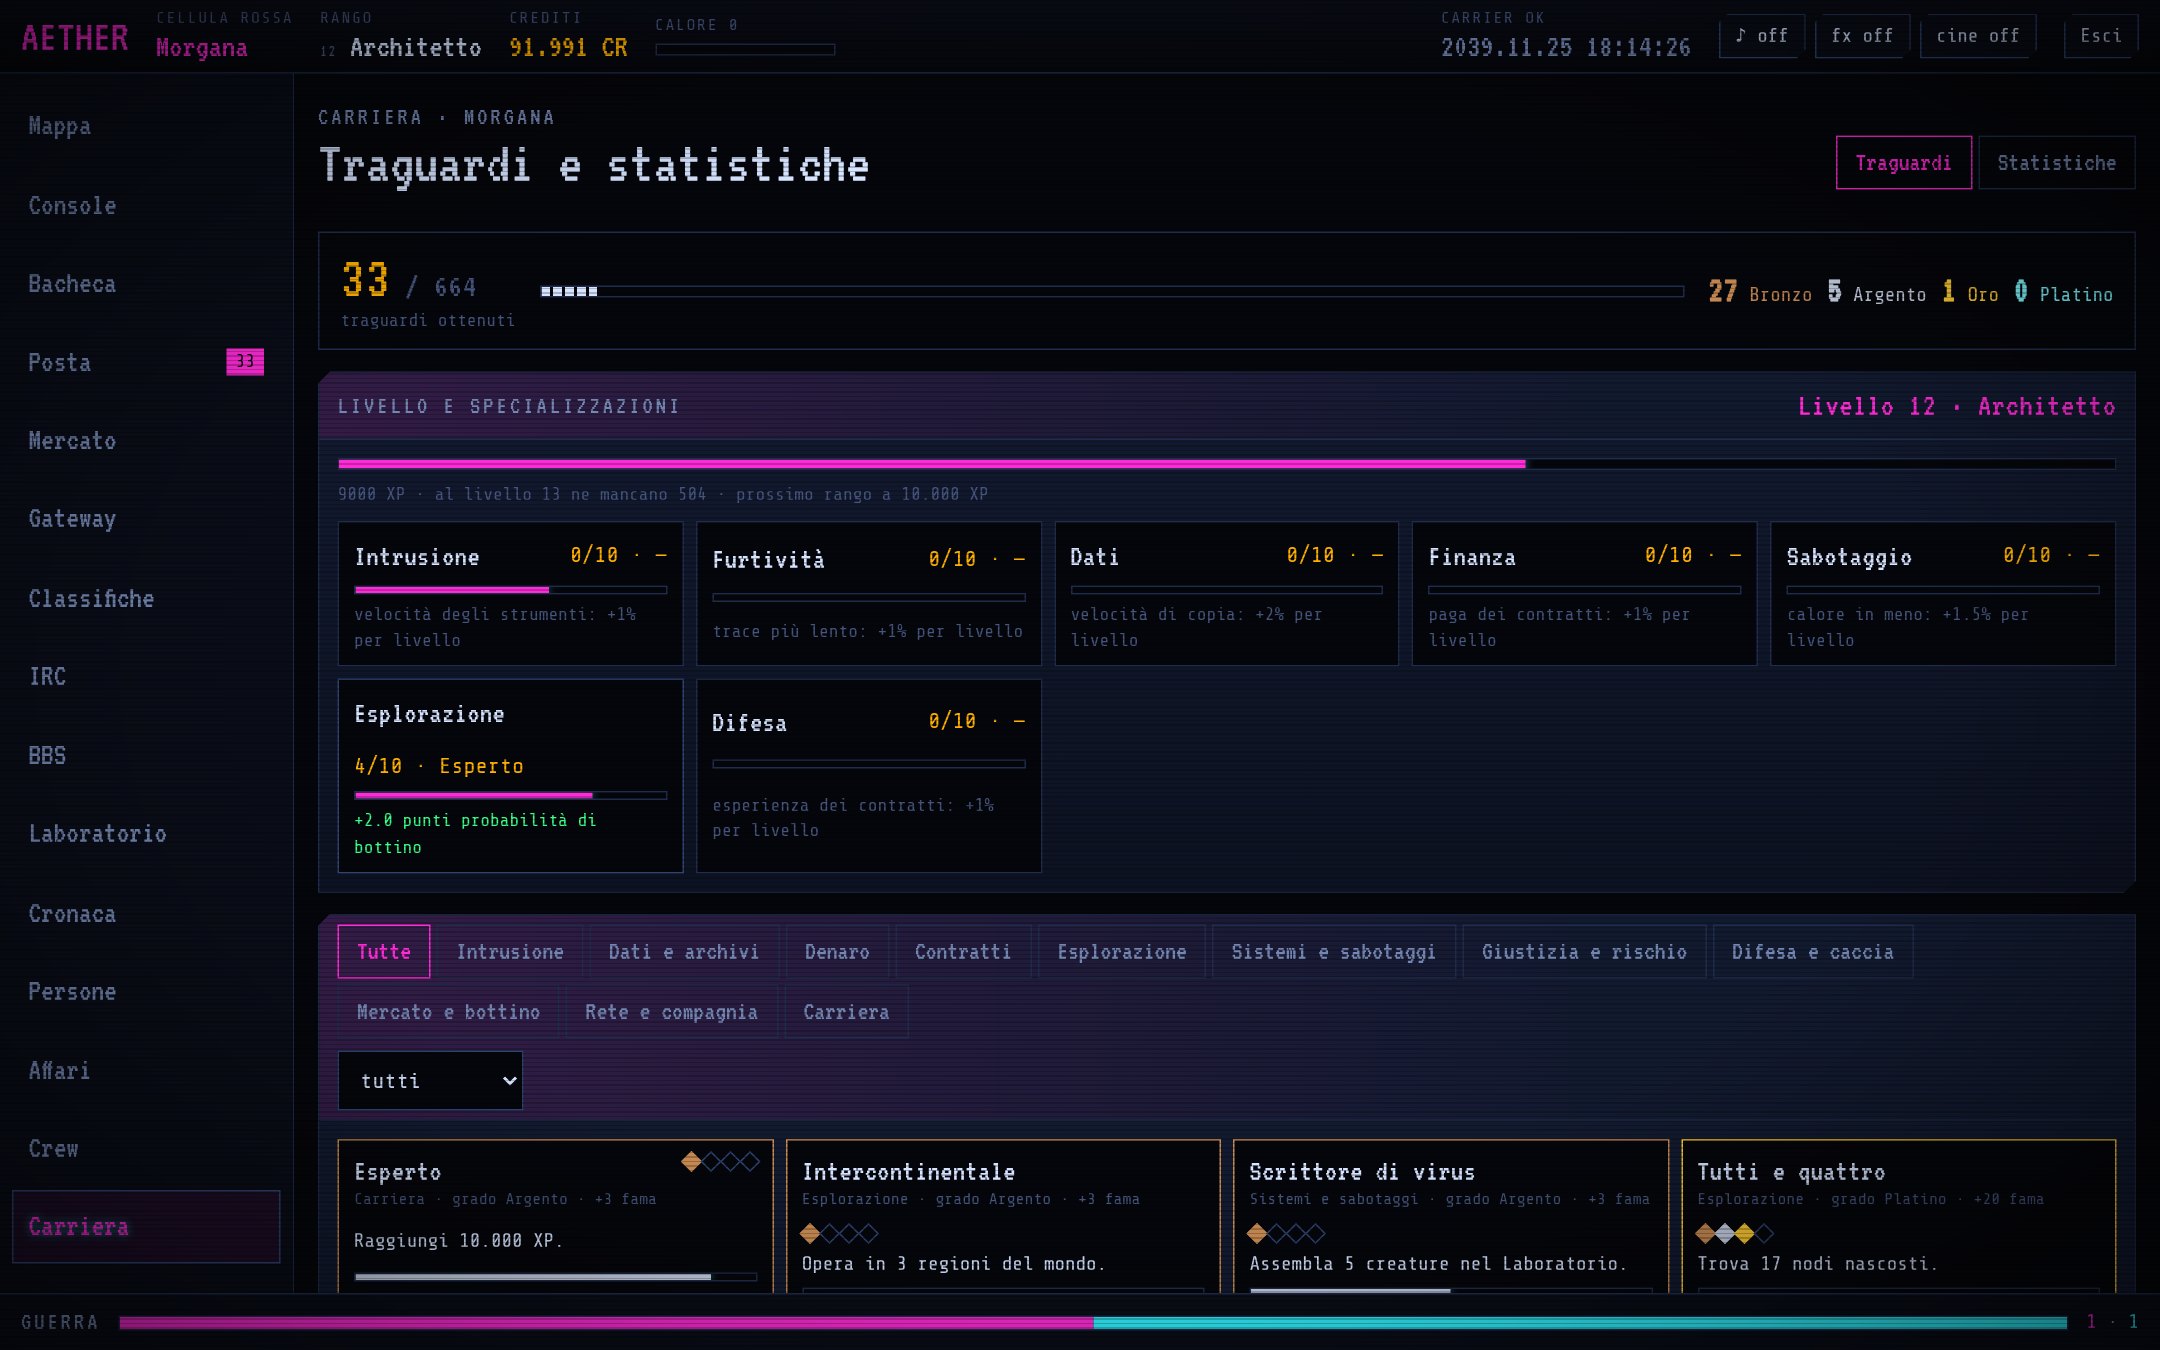 AETHER
CELLULA ROSSA
Morgana
RANGO
12 Architetto
CREDITI
91.991 CR
CALORE 0
CARRIER OK
2039.11.25 18:14:26
♪ off
fx off
cine off
Esci
Mappa
Console
Bacheca
Posta 33
Mercato
Gateway
Classifiche
IRC
BBS
Laboratorio
Cronaca
Persone
Affari
Crew
Carriera
CARRIERA · MORGANA
Traguardi e statistiche
Traguardi
Statistiche
33 / 664
traguardi ottenuti
27 Bronzo 5 Argento 1 Oro 0 Platino
LIVELLO E SPECIALIZZAZIONI
Livello 12 · Architetto
9000 XP · al livello 13 ne mancano 504 · prossimo rango a 10.000 XP
Intrusione 0/10 · —
velocità degli strumenti: +1%
per livello
Furtività 0/10 · —
trace più lento: +1% per livello
Dati 0/10 · —
velocità di copia: +2% per
livello
Finanza 0/10 · —
paga dei contratti: +1% per
livello
Sabotaggio 0/10 · —
calore in meno: +1.5% per
livello
Esplorazione
4/10 · Esperto
+2.0 punti probabilità di
bottino
Difesa 0/10 · —
esperienza dei contratti: +1%
per livello
Tutte Intrusione Dati e archivi Denaro Contratti Esplorazione Sistemi e sabotaggi Giustizia e rischio Difesa e caccia
Mercato e bottino Rete e compagnia Carriera
tutti
Esperto
Carriera · grado Argento · +3 fama
Raggiungi 10.000 XP.
Intercontinentale
Esplorazione · grado Argento · +3 fama
Opera in 3 regioni del mondo.
Scrittore di virus
Sistemi e sabotaggi · grado Argento · +3 fama
Assembla 5 creature nel Laboratorio.
Tutti e quattro
Esplorazione · grado Platino · +20 fama
Trova 17 nodi nascosti.
GUERRA
1 · 1